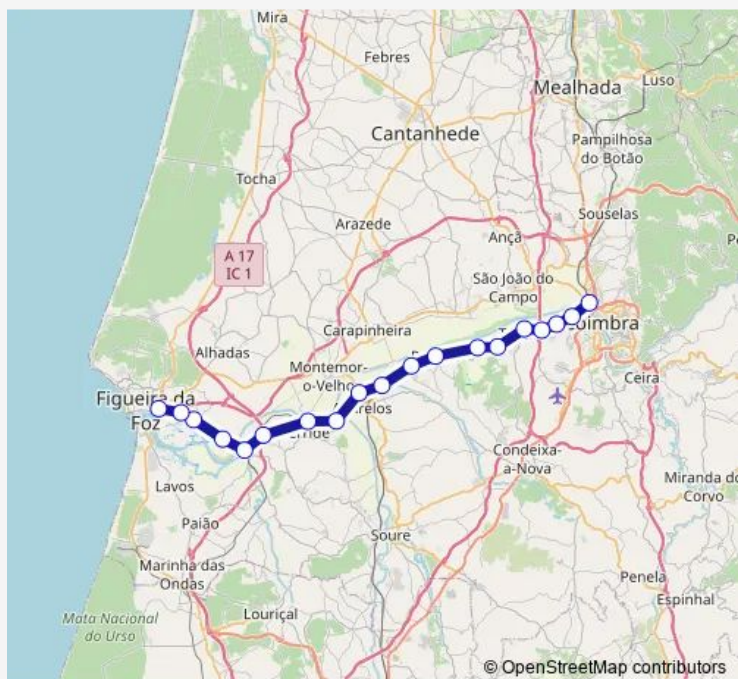 Mira
Febres
Mealhada
Luso
Cantanhede
Pampilhosa
do Botão
Tocha
Souselas
Arazede
Ançã
A 17
IC 1
São João do
Campo
Carapinheira
Coimbra
Alhadas
Montemor-
o-Velho
Ceira
Figueira da
Foz
Condeixa-
a-Nova
Lavos
Miranda do
Corvo
Paião
Soure
Marinha das
Ondas
Penela
Espinhal
Mata Nacional
do Urso
Louriçal
© OpenStreetMap contributors